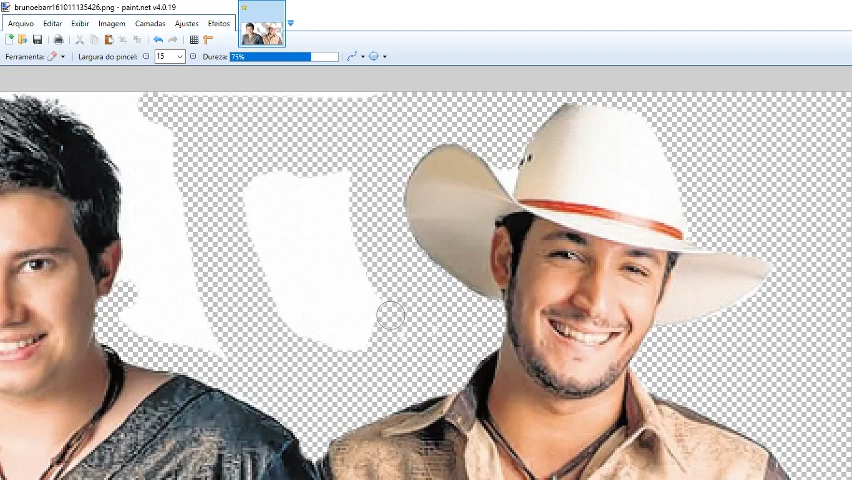 brunoebarr161011135426.png - paint.net v4.0.19
Arquivo Editar Exibir Imagem Camadas Ajustes Efeitos
Ferramenta: Largura do pincel: 15 Dureza: 75%